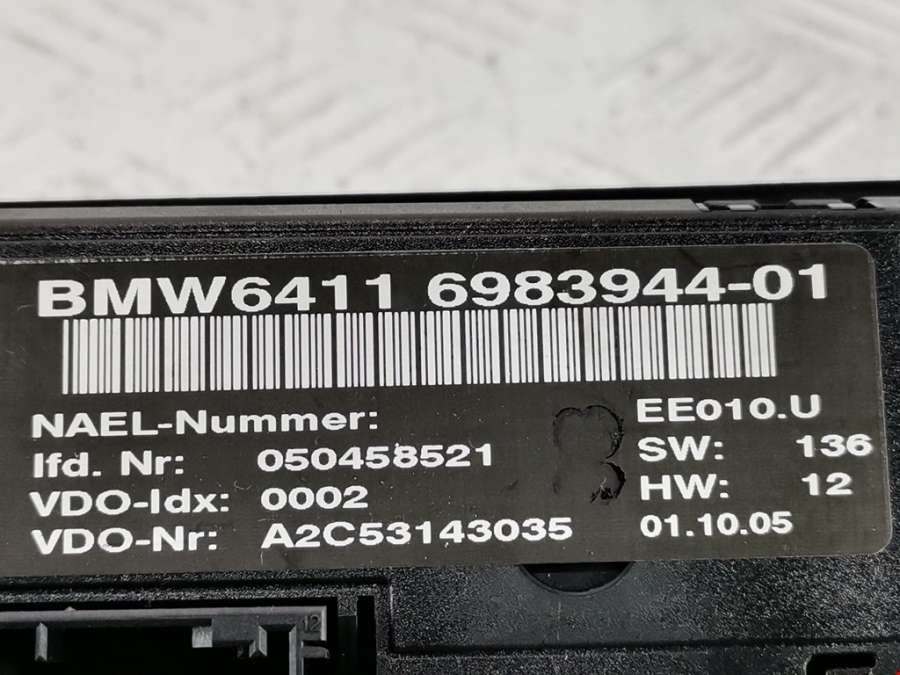 BMW6411 6983944-01
NAEL-Nummer: EE010.U
lfd. Nr: 050458521 SW: 136
VDO-Idx: 0002 HW: 12
VDO-Nr: A2C53143035 01.10.05
12